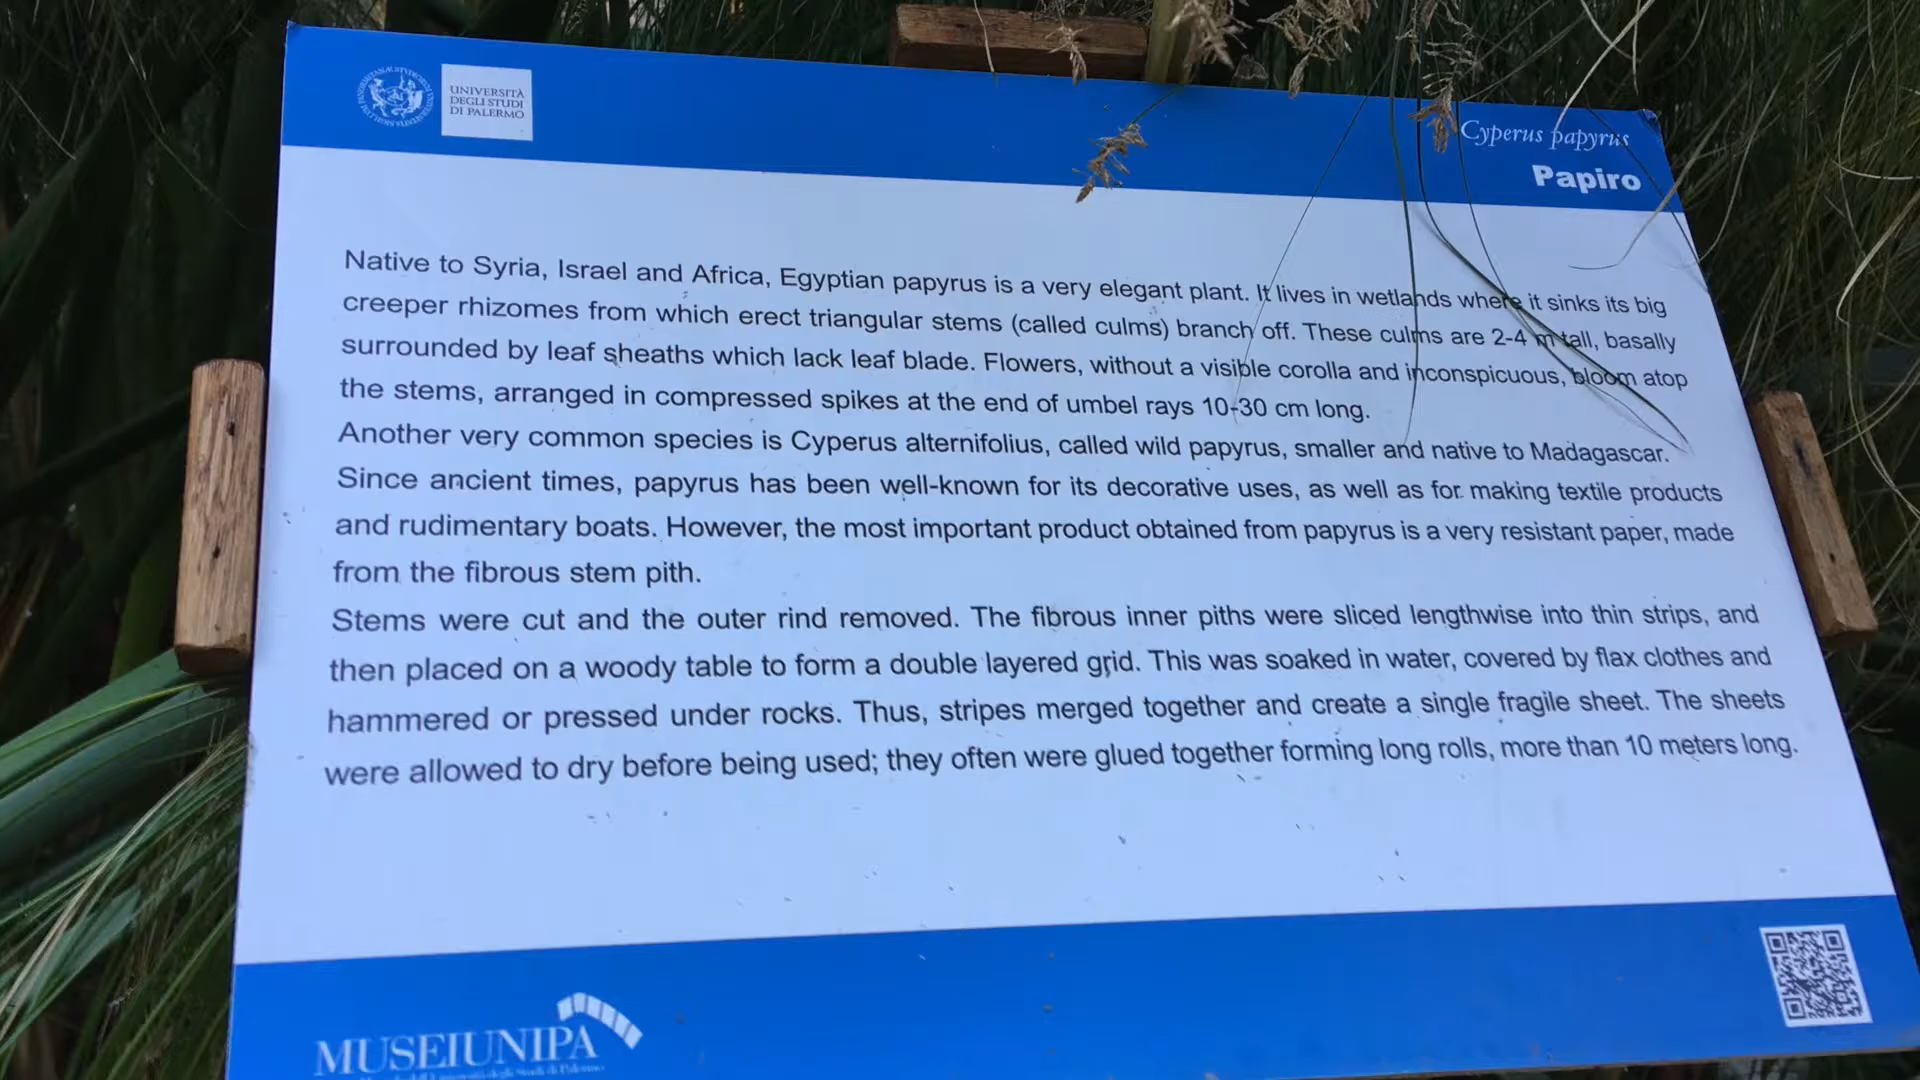 UNIVERSITÀ
DEGLI STUDI
DI PALERMO
Cyperus papyrus
Papiro
Native to Syria, Israel and Africa, Egyptian papyrus is a very elegant plant. It lives in wetlands where it sinks its big
creeper rhizomes from which erect triangular stems (called culms) branch off. These culms are 2-4 m tall, basally
surrounded by leaf sheaths which lack leaf blade. Flowers, without a visible corolla and inconspicuous, bloom atop
the stems, arranged in compressed spikes at the end of umbel rays 10-30 cm long.
Another very common species is Cyperus alternifolius, called wild papyrus, smaller and native to Madagascar.
Since ancient times, papyrus has been well-known for its decorative uses, as well as for making textile products
and rudimentary boats. However, the most important product obtained from papyrus is a very resistant paper, made
from the fibrous stem pith.
Stems were cut and the outer rind removed. The fibrous inner piths were sliced lengthwise into thin strips, and
then placed on a woody table to form a double layered grid. This was soaked in water, covered by flax clothes and
hammered or pressed under rocks. Thus, stripes merged together and create a single fragile sheet. The sheets
were allowed to dry before being used; they often were glued together forming long rolls, more than 10 meters long.
MUSEIUNIPA
degli Studi di Palermo